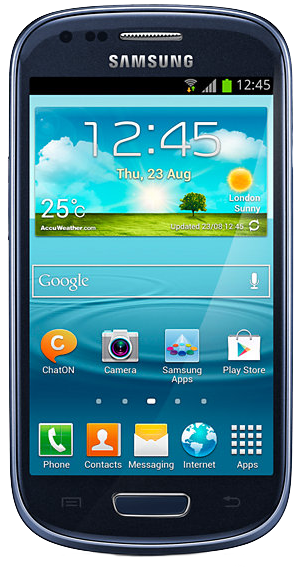 SAMSUNG
12:45
12:45
Thu, 23 Aug
London
Sunny
25°c
AccuWeather.com
Updated 23/08 12:45
Google
ChatON
Camera
Samsung Apps
Play Store
Phone
Contacts
Messaging
Internet
Apps